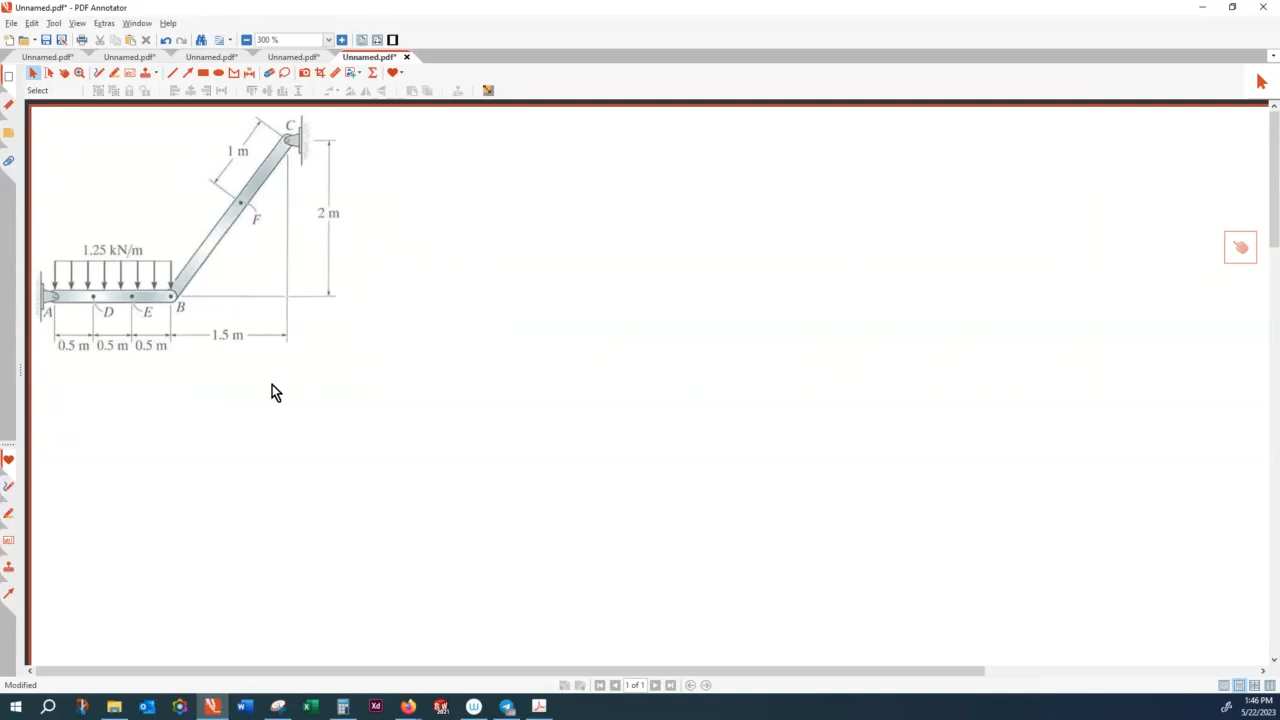 Unnamed.pdf* - PDF Annotator
File Edit Tool View Extras Window Help
300 %
Unnamed.pdf* Unnamed.pdf* Unnamed.pdf* Unnamed.pdf* Unnamed.pdf*
Select
C
1 m
F
2 m
1.25 kN/m
A D E B
1.5 m
0.5 m 0.5 m 0.5 m
Modified
1 of 1
1:46 PM
5/22/2023